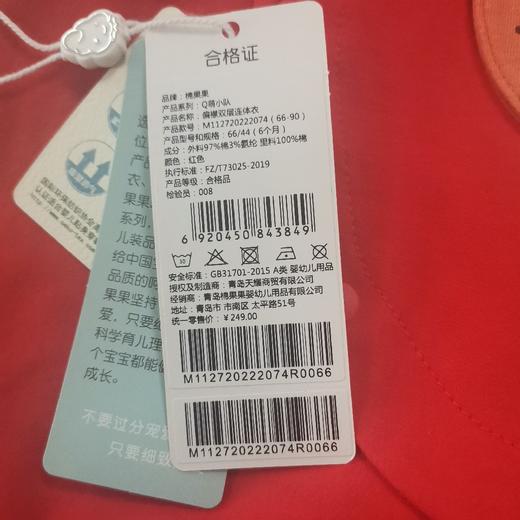 合格证
品牌：棉果果
产品系列：Q萌小队
产品名称：偏襟双层连体衣
产品款号：M112720222074（66-90）
产品型号和规格：66/44（6个月）
成分：外料97%棉3%氨纶 里料100%棉
颜色：红色
执行标准：FZ/T73025-2019
产品等级：合格品
检验员：008
6 920450 843849
安全标准：GB31701-2015 A类 婴幼儿用品
授权及制造商：青岛天耀商贸有限公司
经销商：青岛棉果果婴幼儿用品有限公司
青岛市 市南区 太平路51号
统一零售价：¥249.00
M112720222074R0066
M112720222074R0066
位
产品
衣、
果果
系列，
儿装品
给中国宝
品质的呵
果果坚持
爱，只要细
科学育儿理
个宝宝都能健
成长。
不要过分宠爱
只要细致